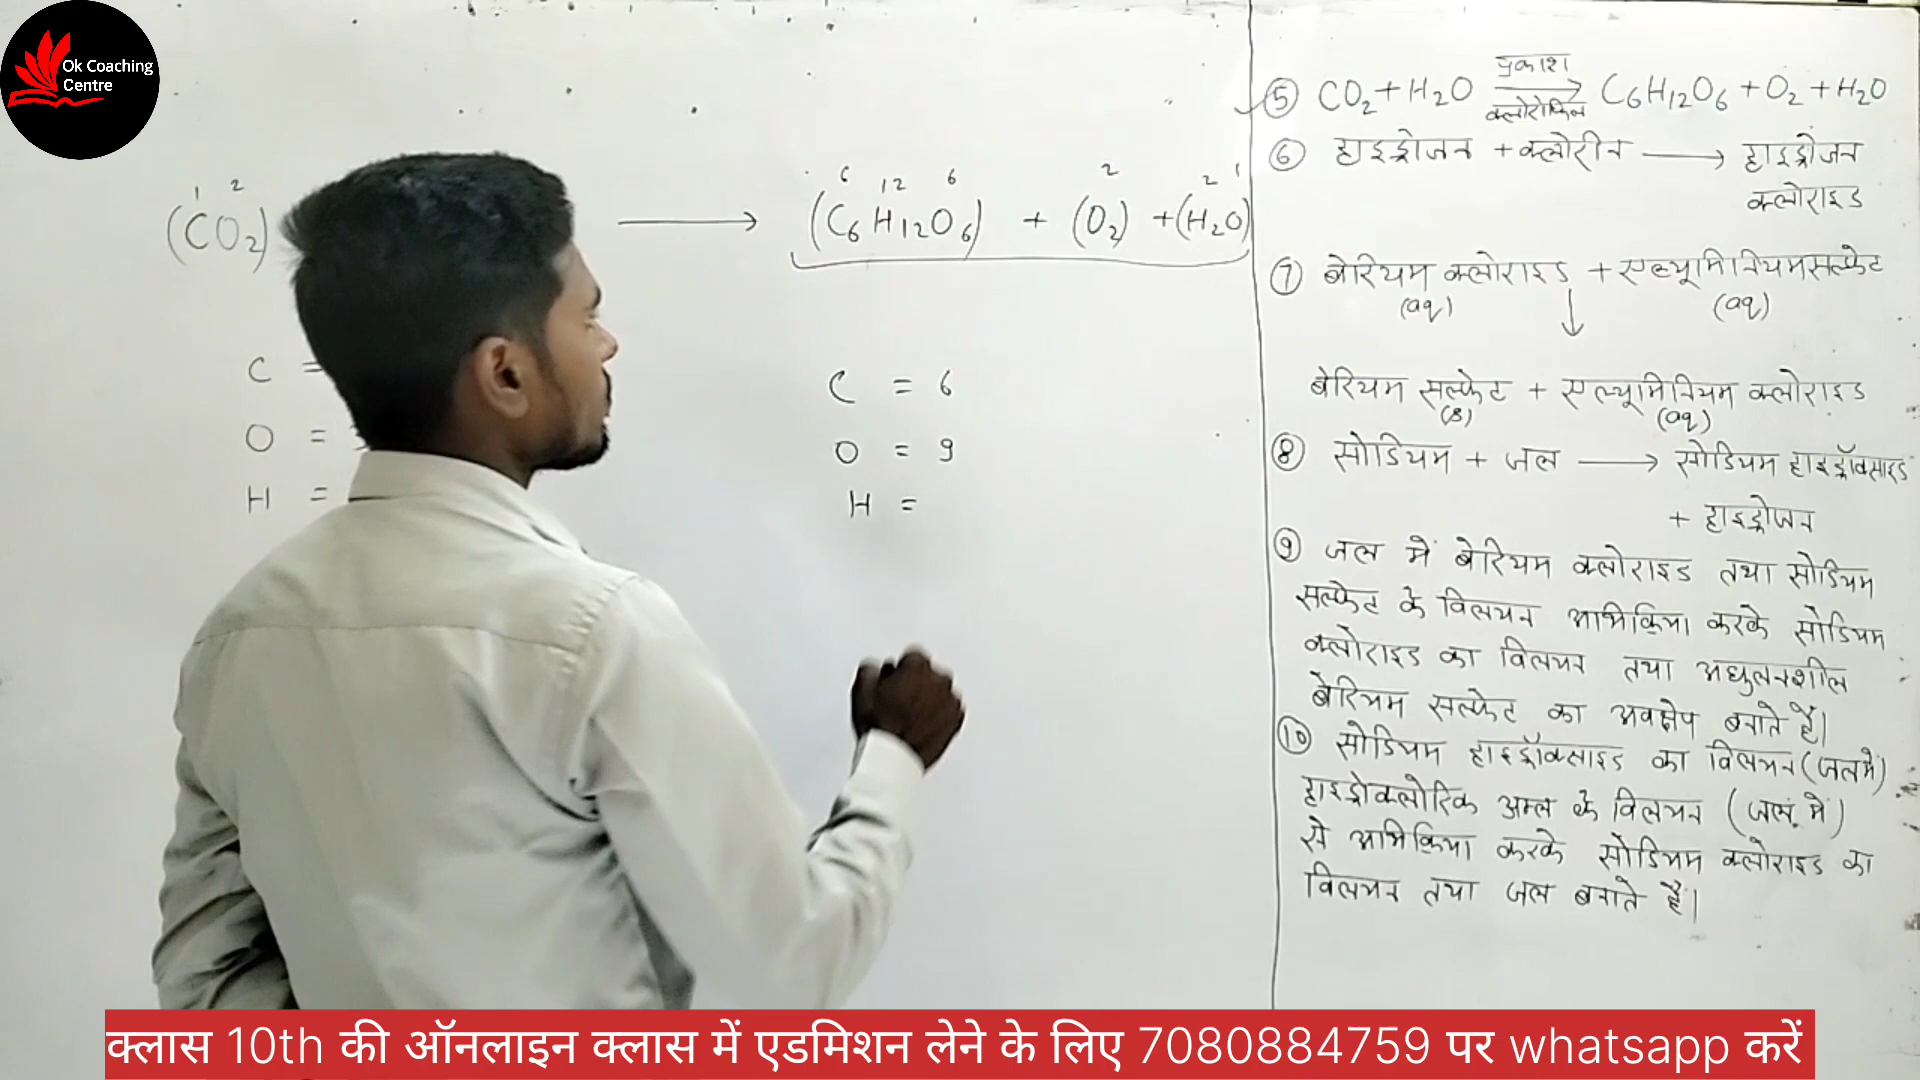 Ok Coaching
Centre
1 2
(CO₂)
→
6 12 6 2 2 1
(C₆H₁₂O₆) + (O₂) + (H₂O)
C =
O =
H =
C = 6
O = 9
H =
प्रकाश
⑤ CO₂ + H₂O → C₆H₁₂O₆ + O₂ + H₂O
क्लोरोफिल
⑥ हाइड्रोजन + क्लोरीन → हाइड्रोजन
क्लोराइड
⑦ बेरियम क्लोराइड + एल्यूमिनियम सल्फेट
(aq) ↓ (aq)
बेरियम सल्फेट + एल्यूमिनियम क्लोराइड
(s) (aq)
⑧ सोडियम + जल → सोडियम हाइड्रॉक्साइड
+ हाइड्रोजन
⑨ जल में बेरियम क्लोराइड तथा सोडियम
सल्फेट के विलयन अभिक्रिया करके सोडियम
क्लोराइड का विलयन तथा अघुलनशील
बेरियम सल्फेट का अवक्षेप बनाते हैं।
⑩ सोडियम हाइड्रॉक्साइड का विलयन (जल में)
हाइड्रोक्लोरिक अम्ल के विलयन (जल में)
से अभिक्रिया करके सोडियम क्लोराइड का
विलयन तथा जल बनाते हैं।
क्लास 10th की ऑनलाइन क्लास में एडमिशन लेने के लिए 7080884759 पर whatsapp करें